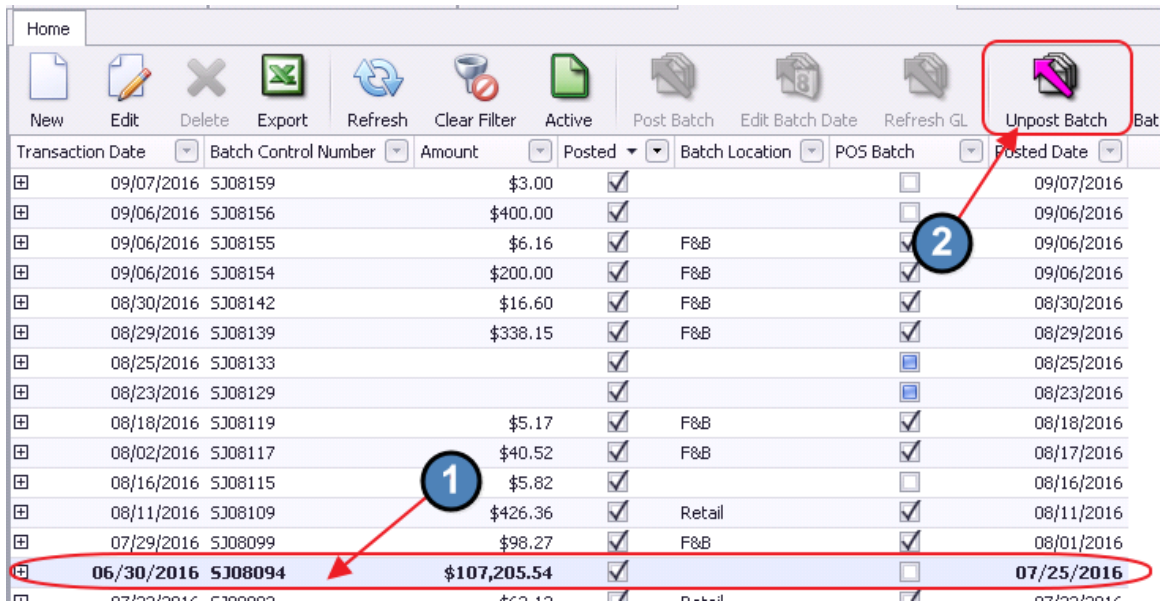 Home
New Edit Delete Export Refresh Clear Filter Active Post Batch Edit Batch Date Refresh GL Unpost Batch Bat
Transaction Date Batch Control Number Amount Posted Batch Location POS Batch Posted Date
09/07/2016 SJ08159 $3.00 09/07/2016
09/06/2016 SJ08156 $400.00 09/06/2016
09/06/2016 SJ08155 $6.16 F&B 09/06/2016
2
09/06/2016 SJ08154 $200.00 F&B 09/06/2016
08/30/2016 SJ08142 $16.60 F&B 08/30/2016
08/29/2016 SJ08139 $338.15 F&B 08/29/2016
08/25/2016 SJ08133 08/25/2016
08/23/2016 SJ08129 08/23/2016
08/18/2016 SJ08119 $5.17 F&B 08/18/2016
08/02/2016 SJ08117 $40.52 F&B 08/17/2016
1
08/16/2016 SJ08115 $5.82 08/16/2016
08/11/2016 SJ08109 $426.36 Retail 08/11/2016
07/29/2016 SJ08099 $98.27 F&B 08/01/2016
06/30/2016 SJ08094 $107,205.54 07/25/2016